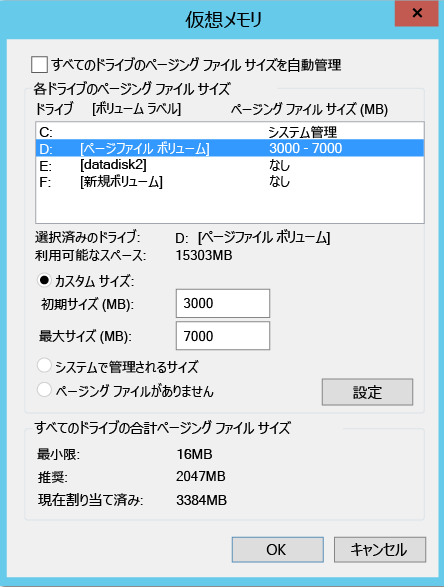 仮想メモリ
すべてのドライブのページング ファイル サイズを自動管理
各ドライブのページング ファイル サイズ
ドライブ [ボリューム ラベル] ページング ファイル サイズ (MB)
C: システム管理
D: [ページファイル ボリューム] 3000 - 7000
E: [datadisk2] なし
F: [新規ボリューム] なし
選択済みのドライブ: D: [ページファイル ボリューム]
利用可能なスペース: 15303MB
カスタム サイズ:
初期サイズ (MB): 3000
最大サイズ (MB): 7000
システムで管理されるサイズ
ページング ファイルがありません 設定
すべてのドライブの合計ページング ファイル サイズ
最小限: 16MB
推奨: 2047MB
現在割り当て済み: 3384MB
OK キャンセル